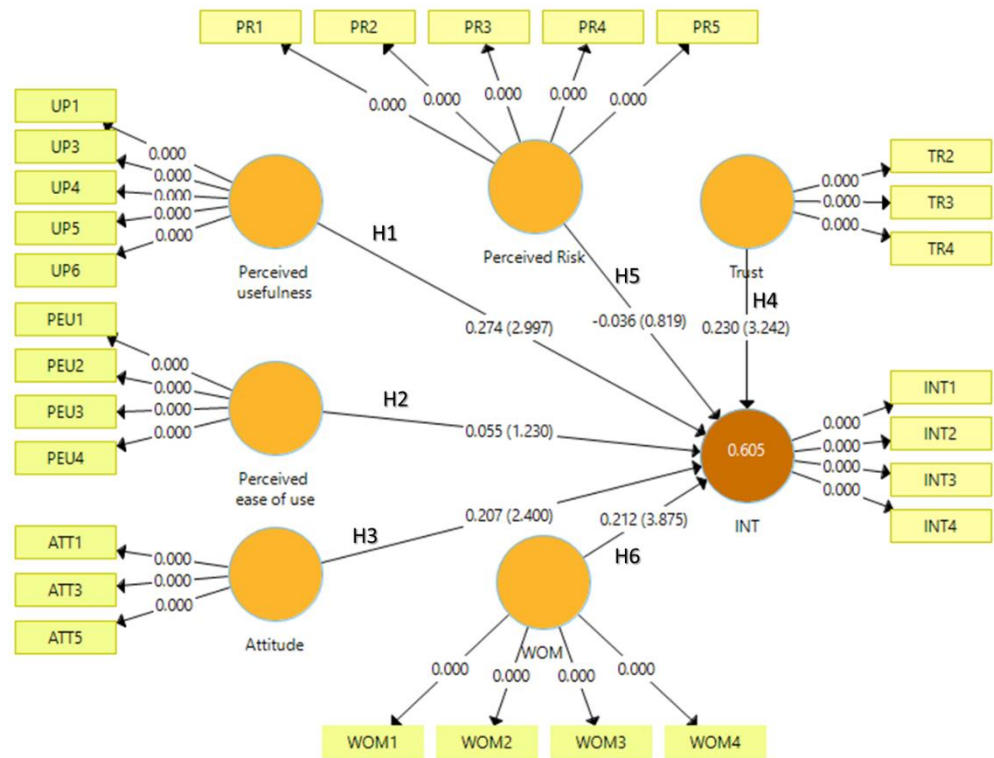 PR1
PR2
PR3
PR4
PR5
0.000
0.000
0.000
0.000
0.000
UP1
UP3
UP4
UP5
UP6
0.000
0.000
0.000
0.000
0.000
Perceived
usefulness
H1
0.274 (2.997)
Perceived Risk
H5
-0.036 (0.819)
TR2
TR3
TR4
0.000
0.000
0.000
Trust
H4
0.230 (3.242)
PEU1
PEU2
PEU3
PEU4
0.000
0.000
0.000
0.000
Perceived
ease of use
H2
0.055 (1.230)
0.605
INT
INT1
INT2
INT3
INT4
0.000
0.000
0.000
0.000
ATT1
ATT3
ATT5
0.000
0.000
0.000
Attitude
H3
0.207 (2.400)
0.212 (3.875)
H6
WOM
0.000
0.000
0.000
0.000
WOM1
WOM2
WOM3
WOM4